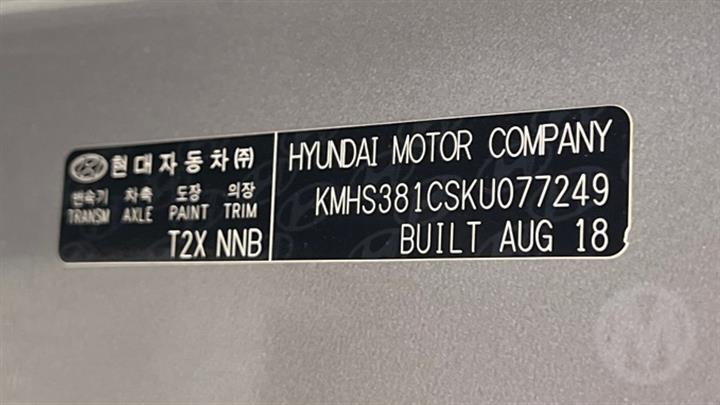 현대자동차㈜
변속기 차축 도장 의장
TRANSM AXLE PAINT TRIM
T2X NNB
HYUNDAI MOTOR COMPANY
KMHS381CSKU077249
BUILT AUG 18
M